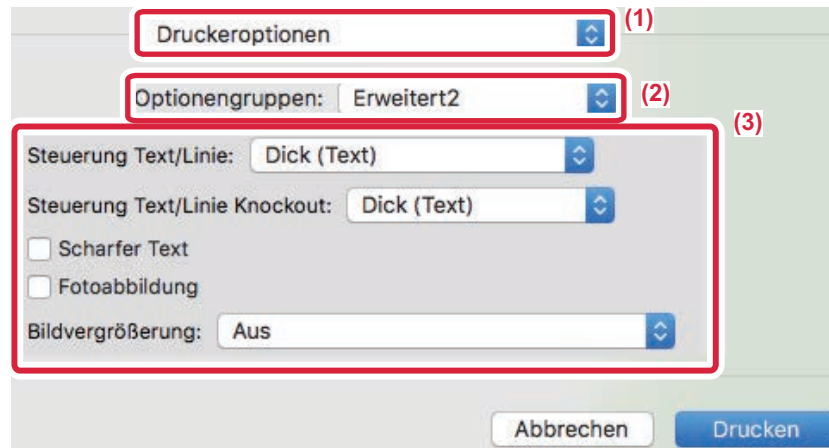 Druckeroptionen (1)
Optionengruppen: Erweitert2 (2)
(3)
Steuerung Text/Linie: Dick (Text)
Steuerung Text/Linie Knockout: Dick (Text)
Scharfer Text
Fotoabbildung
Bildvergrößerung: Aus
Abbrechen Drucken